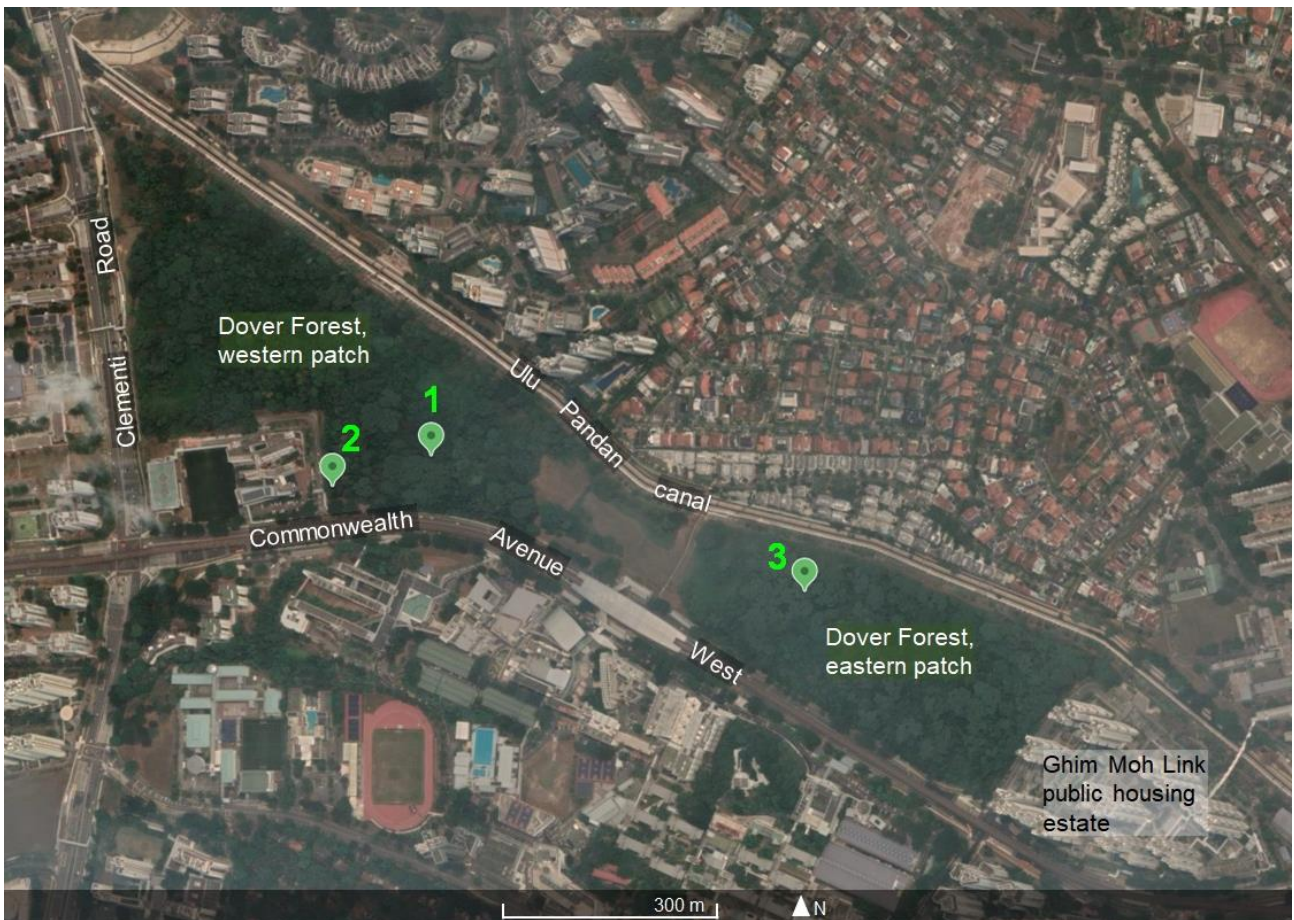 Road
Clementi
Dover Forest,
western patch
1
2
Ulu
Pandan
canal
Commonwealth
Avenue
West
3
Dover Forest,
eastern patch
Ghim Moh Link
public housing
estate
300 m
N